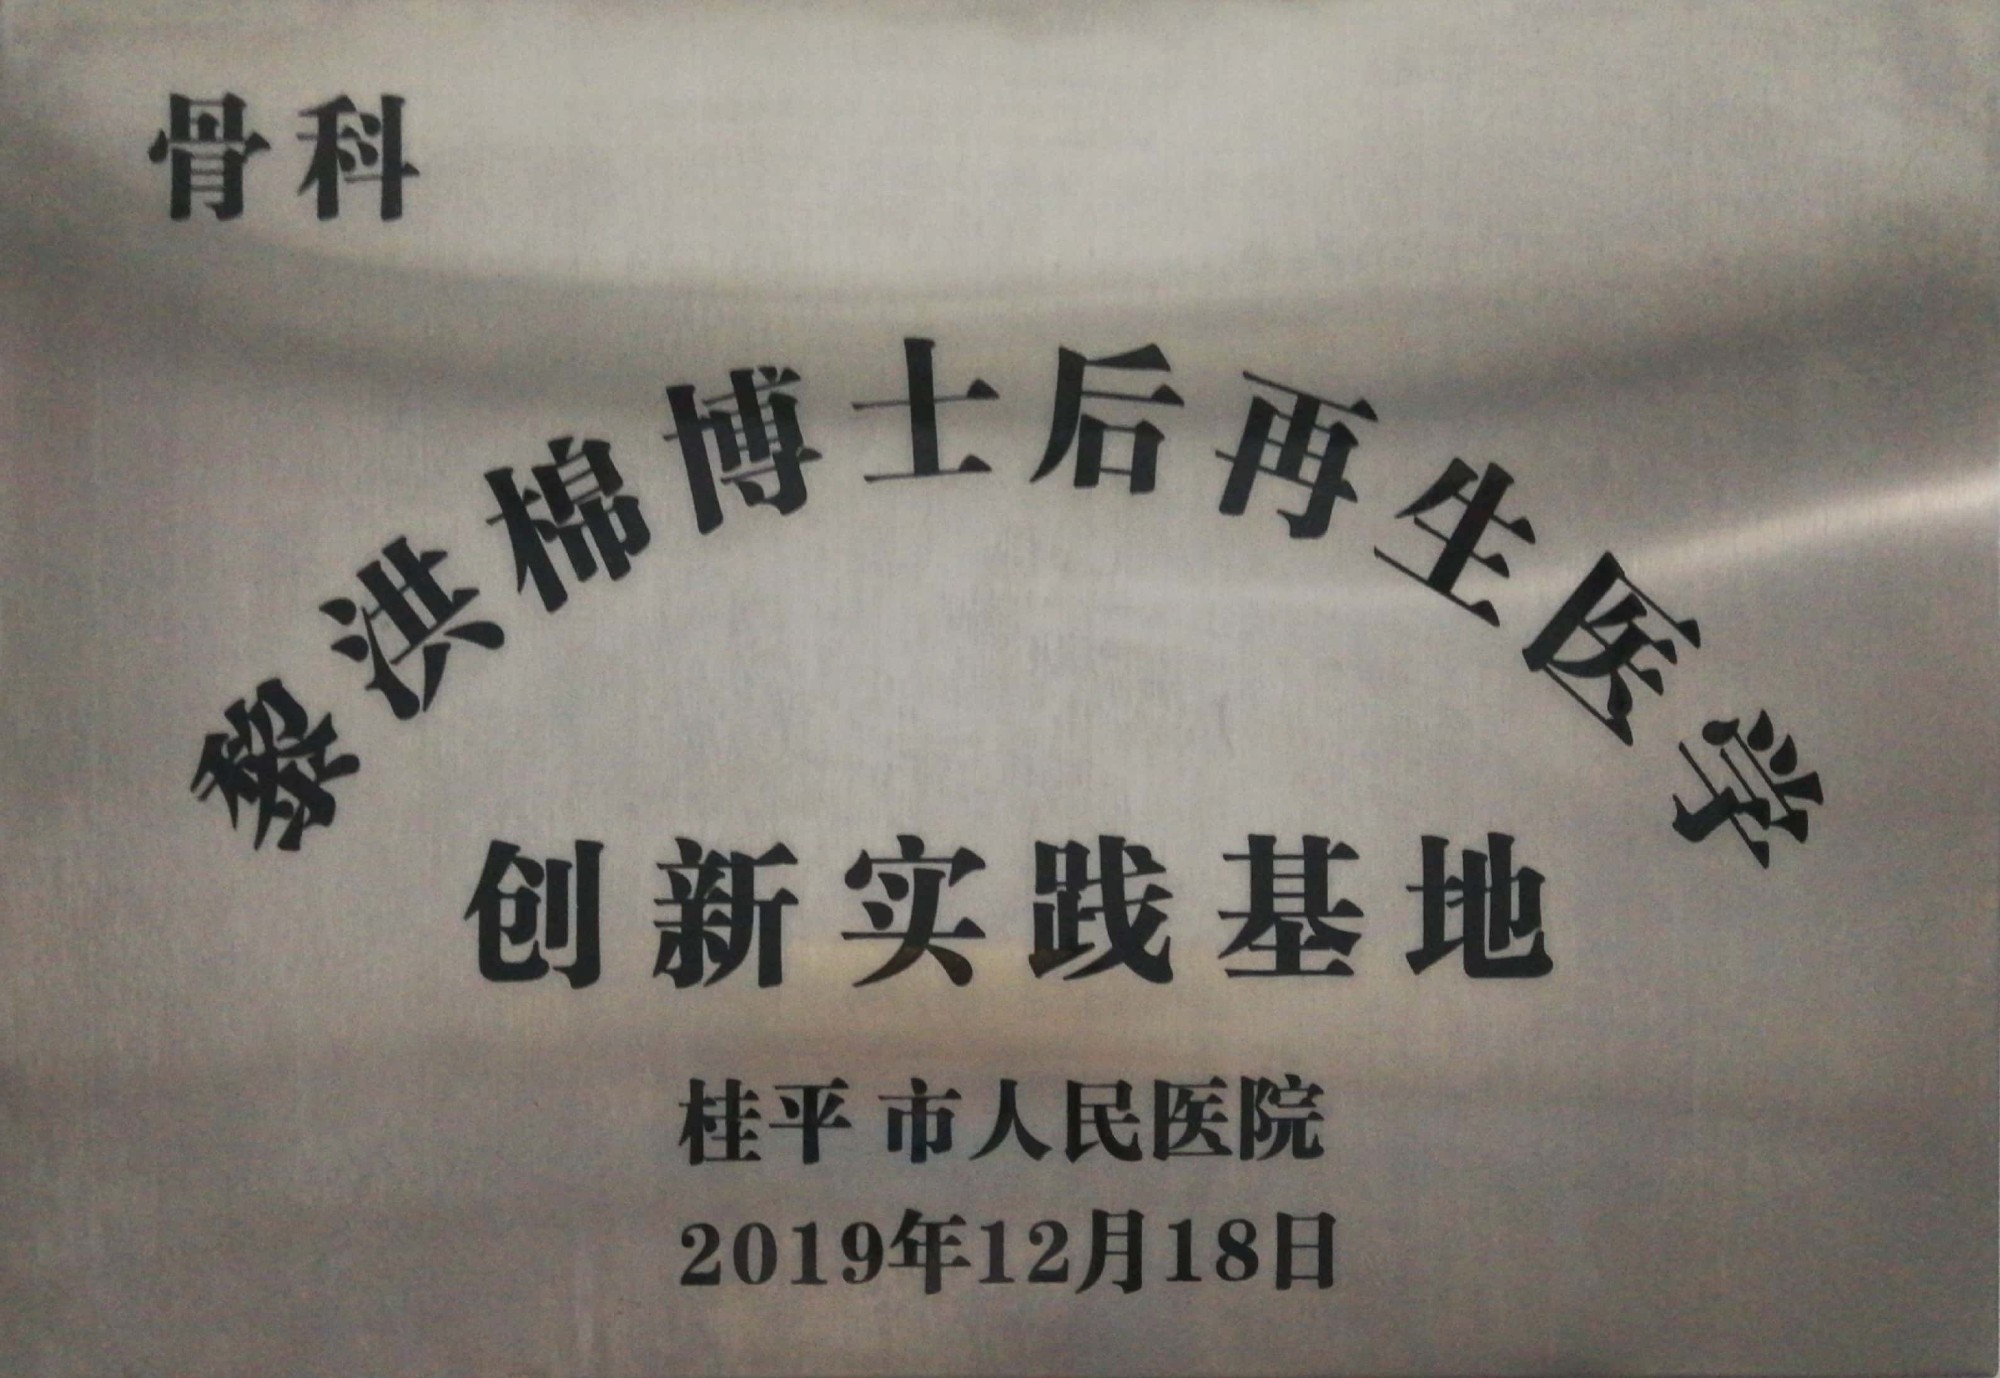 骨科
黎洪棉博士后再生医学
创新实践基地
桂平市人民医院
2019年12月18日